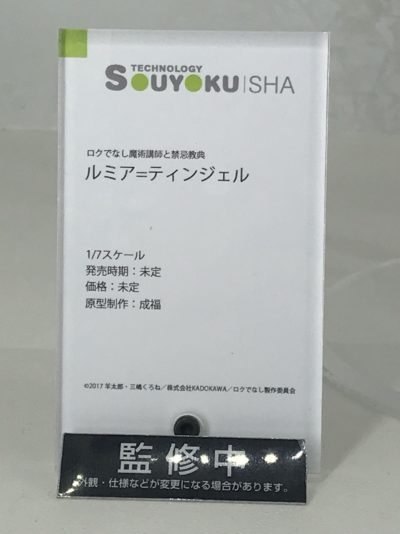 TECHNOLOGY
SOUYOKU|SHA
ロクでなし魔術講師と禁忌教典
ルミア=ティンジェル
1/7スケール
発売時期：未定
価格：未定
原型制作：成福
©2017 羊太郎・三嶋くろね／株式会社KADOKAWA／ロクでなし製作委員会
監修中
外観・仕様などが変更になる場合があります。